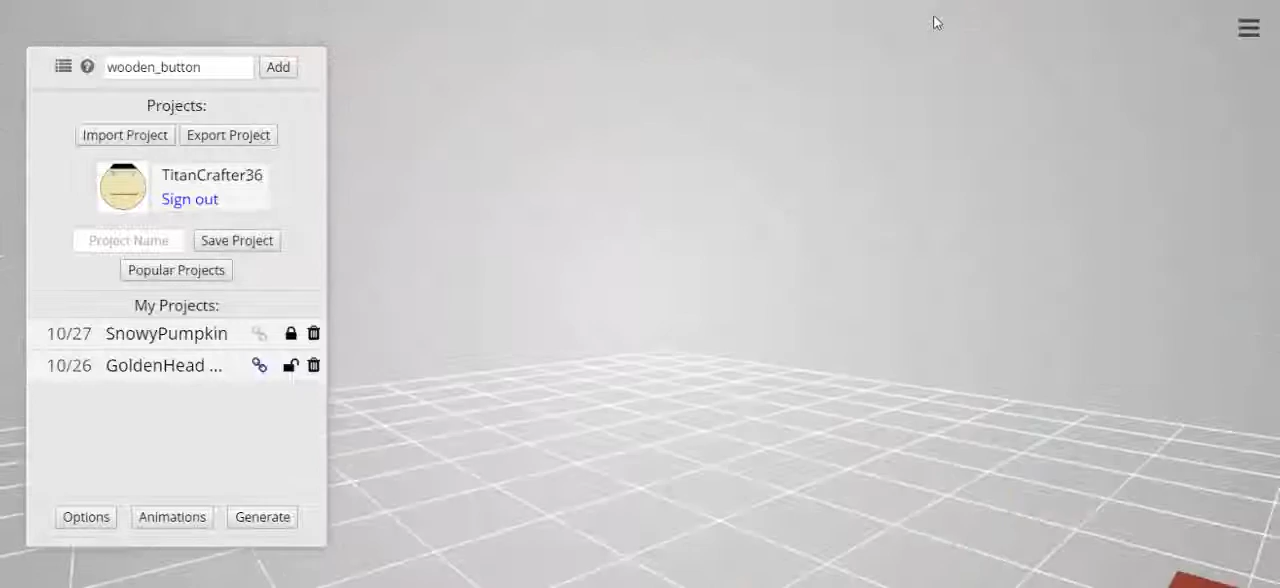 wooden_button Add
Projects:
Import Project Export Project
TitanCrafter36
Sign out
Project Name Save Project
Popular Projects
My Projects:
10/27 SnowyPumpkin
10/26 GoldenHead ...
Options Animations Generate